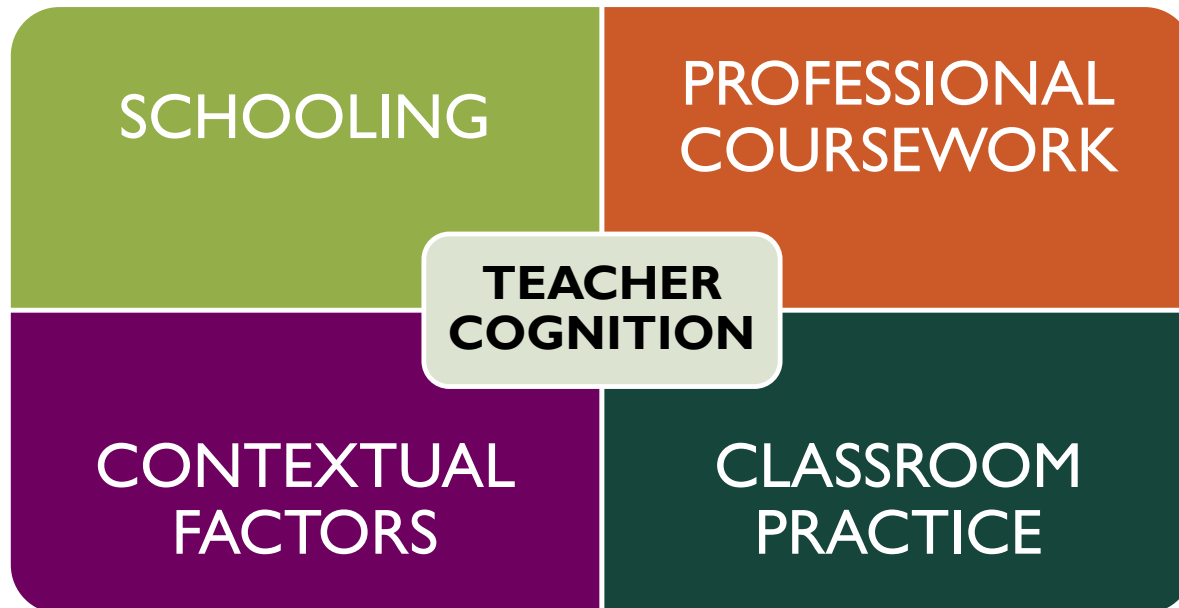 SCHOOLING
PROFESSIONAL
COURSEWORK
TEACHER
COGNITION
CONTEXTUAL
FACTORS
CLASSROOM
PRACTICE